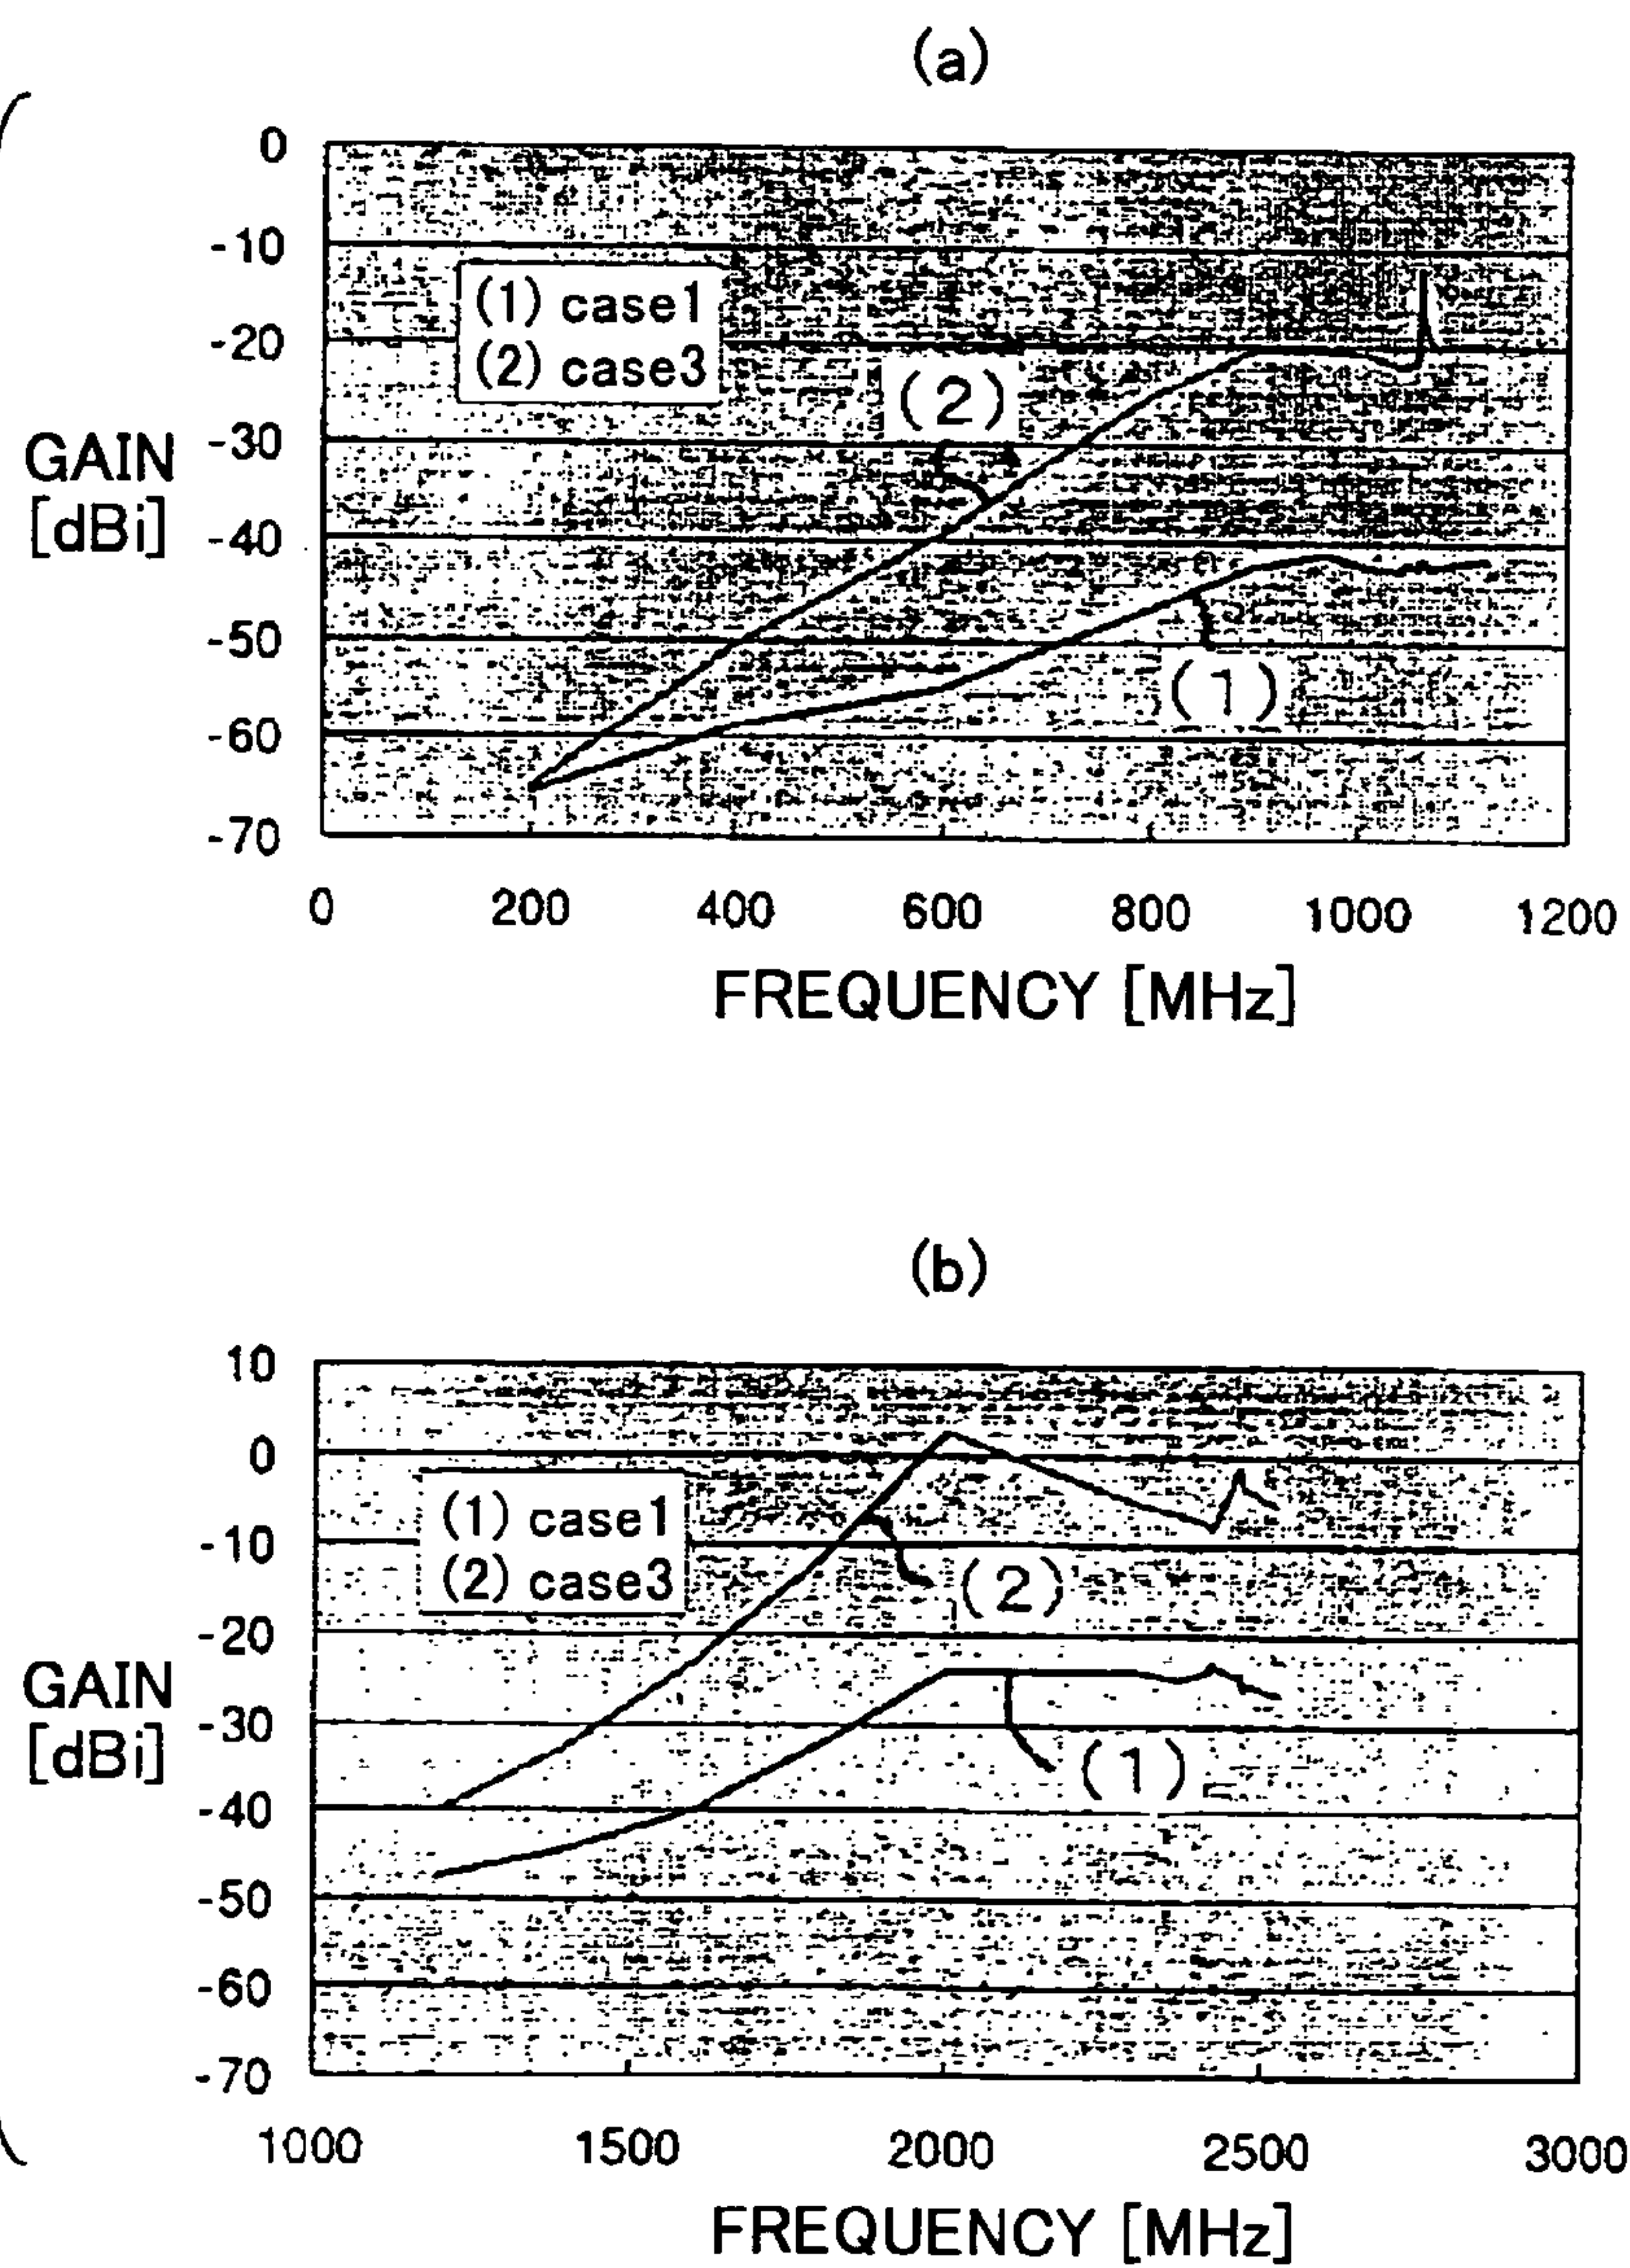 (a)
0
-10
(1) case1
-20
(2) case3
(2)
GAIN
[dBi]
-30
-40
-50
(1)
-60
-70
0 200 400 600 800 1000 1200
FREQUENCY [MHz]
(b)
10
0
(1) case1
-10
(2) case3
(2)
-20
GAIN
[dBi]
-30
(1)
-40
-50
-60
-70
1000 1500 2000 2500 3000
FREQUENCY [MHz]